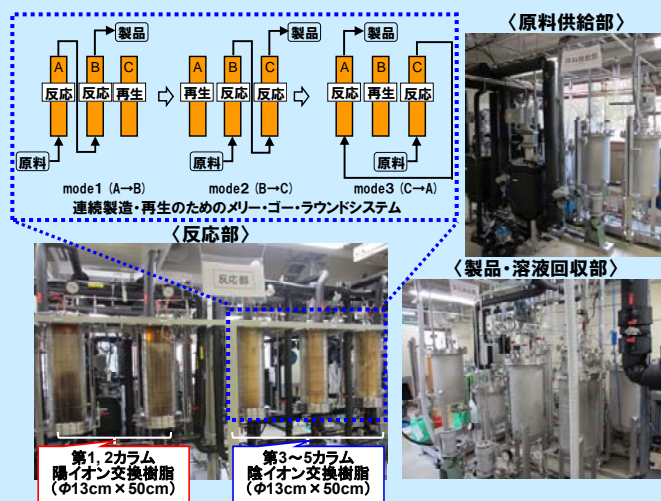 製品
製品
製品
A
B
C
A
B
C
A
B
C
反応
反応
再生
再生
反応
反応
反応
再生
反応
原料
原料
原料
mode1 (A→B)
mode2 (B→C)
mode3 (C→A)
連続製造・再生のためのメリー・ゴー・ラウンドシステム
〈原料供給部〉
〈反応部〉
反応部
〈製品・溶液回収部〉
第1, 2カラム
陽イオン交換樹脂
(Φ13cm×50cm)
第3～5カラム
陰イオン交換樹脂
(Φ13cm×50cm)